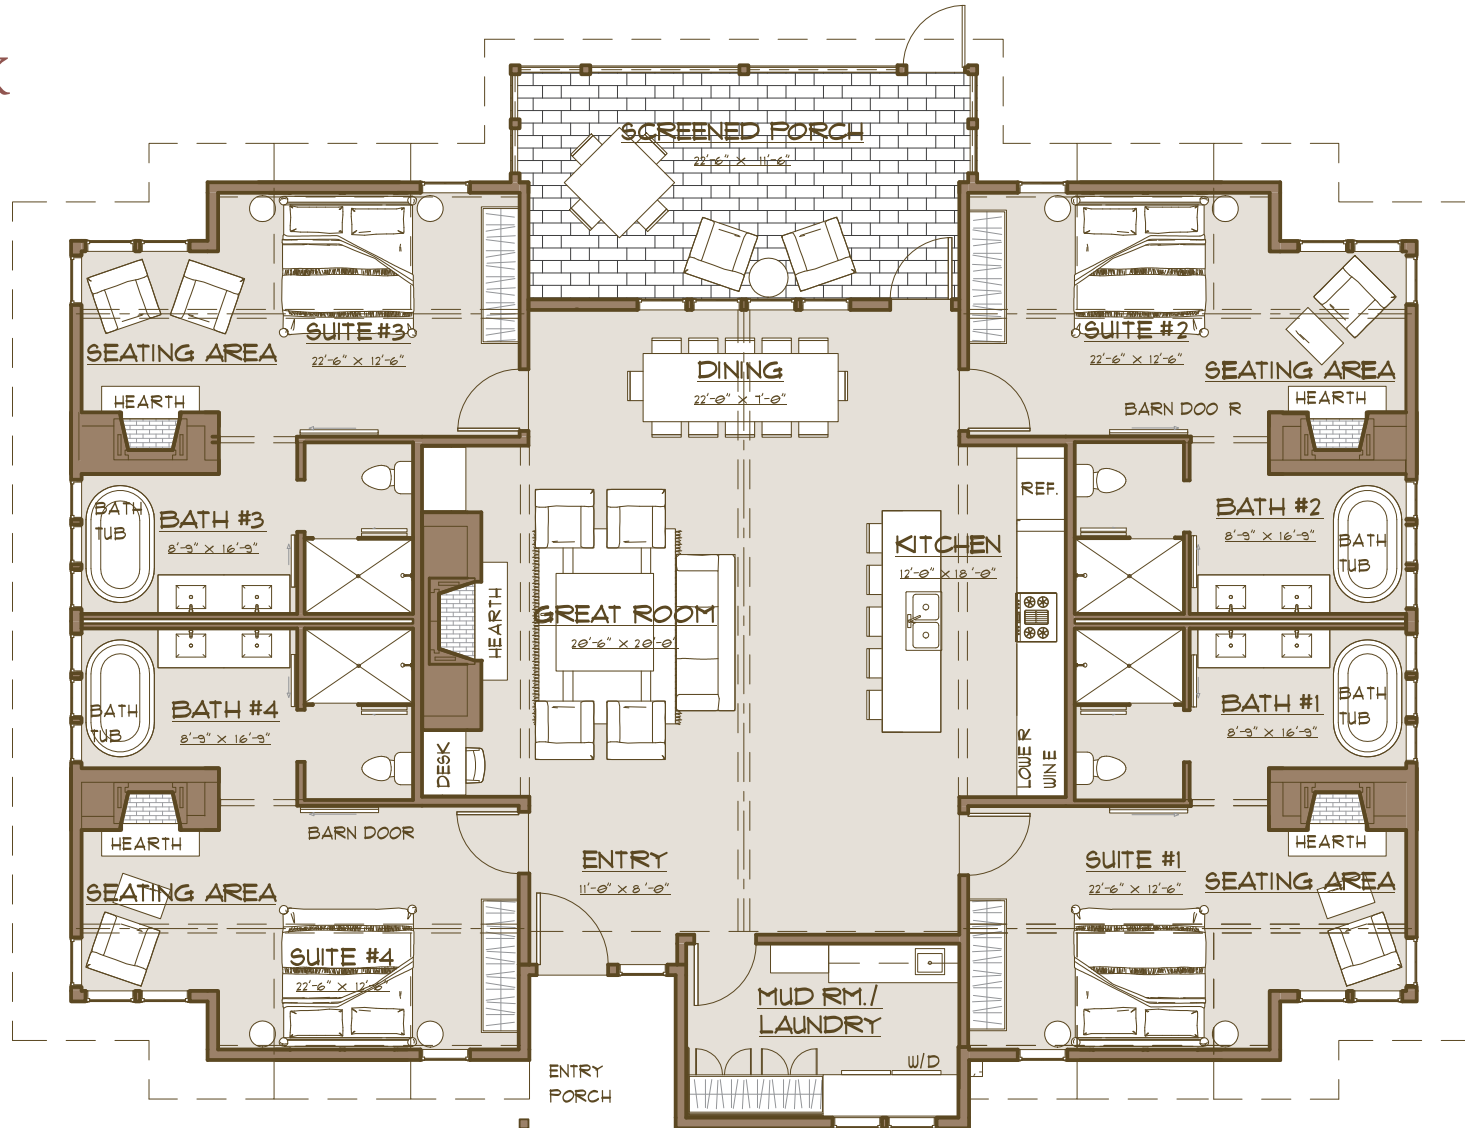 K
SCREENED PORCH
22'-6" X 11'-6"
SUITE #3
22'-6" X 12'-6"
SEATING AREA
HEARTH
DINING
22'-0" X 7'-0"
SUITE #2
22'-6" X 12'-6"
SEATING AREA
HEARTH
BARN DOO R
BATH
TUB
BATH #3
8'-9" X 16'-9"
REF.
BATH #2
8'-9" X 16'-9"
BATH
TUB
KITCHEN
12'-0" X 18'-0"
HEARTH
GREAT ROOM
20'-6" X 20'-0"
BATH
TUB
BATH #4
8'-9" X 16'-9"
DESK
LOWE R
WINE
BATH #1
8'-9" X 16'-9"
BATH
TUB
HEARTH
BARN DOOR
SEATING AREA
SUITE #4
22'-6" X 12'-6"
ENTRY
11'-0" X 8'-0"
SUITE #1
22'-6" X 12'-6"
HEARTH
SEATING AREA
MUD RM./
LAUNDRY
W/D
ENTRY
PORCH